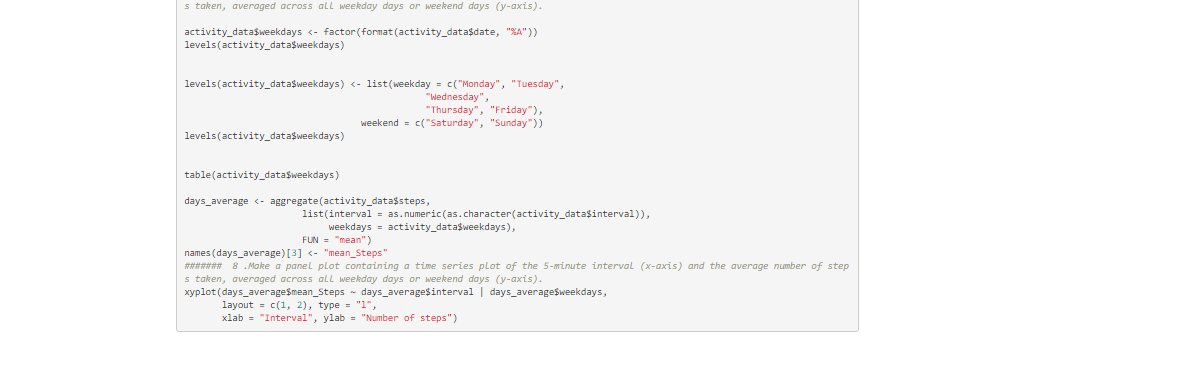 s taken, averaged across all weekday days or weekend days (y-axis).
activity_data$weekdays <- factor(format(activity_data$date, "%A"))
levels(activity_data$weekdays)
levels(activity_data$weekdays) <- list(weekday = c("Monday", "Tuesday",
"Wednesday",
"Thursday", "Friday"),
weekend = c("Saturday", "Sunday"))
levels(activity_data$weekdays)
table(activity_data$weekdays)
days_average <- aggregate(activity_data$steps,
list(interval = as.numeric(as.character(activity_data$interval)),
weekdays = activity_data$weekdays),
FUN = "mean")
names(days_average)[3] <- "mean_Steps"
####### 8 .Make a panel plot containing a time series plot of the 5-minute interval (x-axis) and the average number of step
s taken, averaged across all weekday days or weekend days (y-axis).
xyplot(days_average$mean_Steps ~ days_average$interval | days_average$weekdays,
layout = c(1, 2), type = "l",
xlab = "Interval", ylab = "Number of steps")